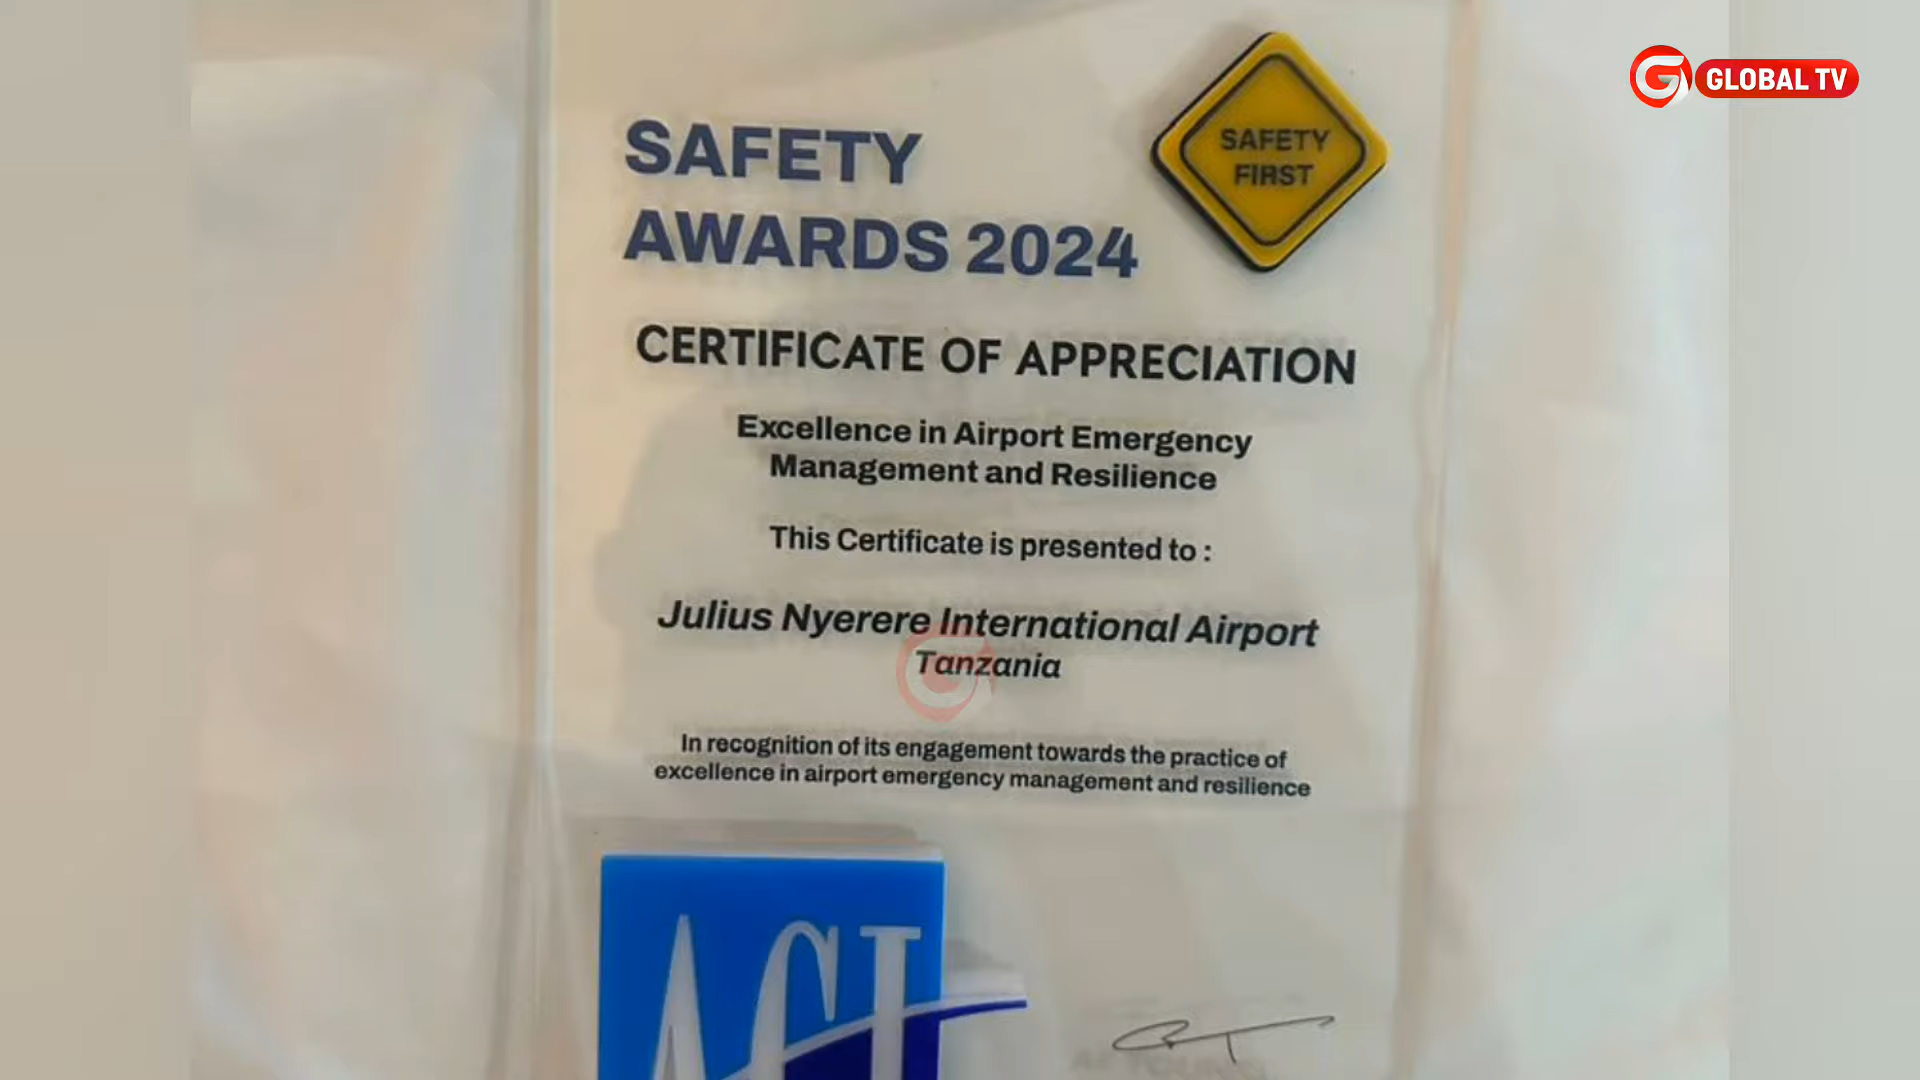 GLOBAL TV
SAFETY
FIRST
SAFETY
AWARDS 2024
CERTIFICATE OF APPRECIATION
Excellence in Airport Emergency
Management and Resilience
This Certificate is presented to :
Julius Nyerere International Airport
Tanzania
In recognition of its engagement towards the practice of
excellence in airport emergency management and resilience
ACI